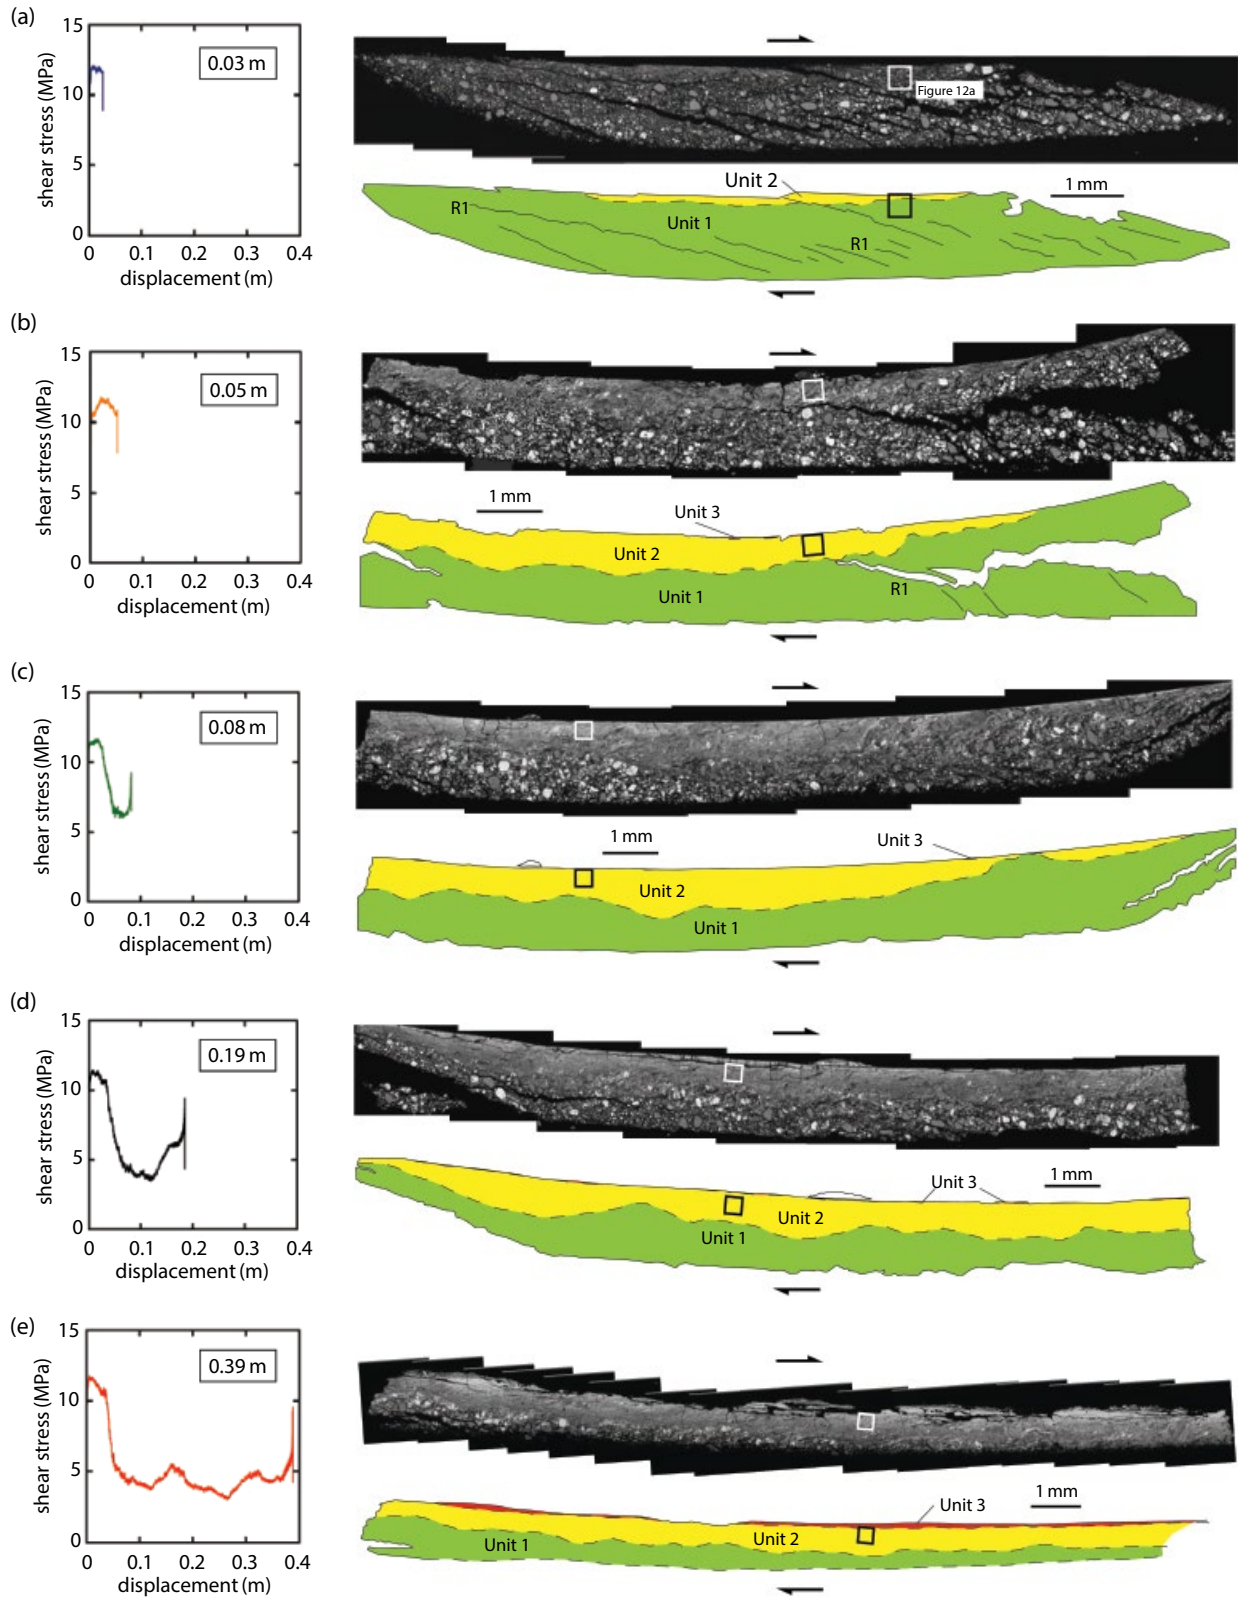 (a)
15
10
5
0
shear stress (MPa)
0.03 m
0 0.1 0.2 0.3 0.4
displacement (m)
Figure 12a
Unit 2
1 mm
R1
Unit 1
R1
(b)
15
10
5
0
shear stress (MPa)
0.05 m
0 0.1 0.2 0.3 0.4
displacement (m)
1 mm
Unit 3
Unit 2
Unit 1
R1
(c)
15
10
5
0
shear stress (MPa)
0.08 m
0 0.1 0.2 0.3 0.4
displacement (m)
1 mm
Unit 3
Unit 2
Unit 1
(d)
15
10
5
0
shear stress (MPa)
0.19 m
0 0.1 0.2 0.3 0.4
displacement (m)
Unit 3
1 mm
Unit 2
Unit 1
(e)
15
10
5
0
shear stress (MPa)
0.39 m
0 0.1 0.2 0.3 0.4
displacement (m)
Unit 3
1 mm
Unit 1
Unit 2